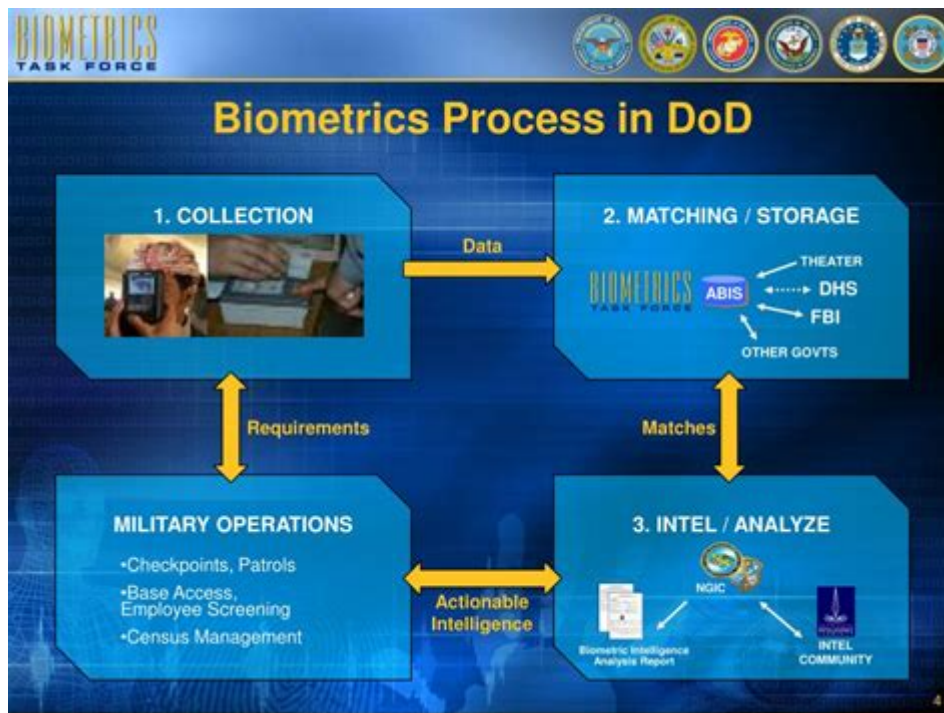 BIOMETRICS
TASK FORCE
Biometrics Process in DoD
1. COLLECTION
Data
2. MATCHING / STORAGE
BIOMETRICS
TASK FORCE
ABIS
THEATER
DHS
FBI
OTHER GOVTS
Requirements
Matches
MILITARY OPERATIONS
•Checkpoints, Patrols
•Base Access,
Employee Screening
•Census Management
Actionable
Intelligence
3. INTEL / ANALYZE
NGIC
Biometric Intelligence
Analysis Report
INTEL
COMMUNITY
4